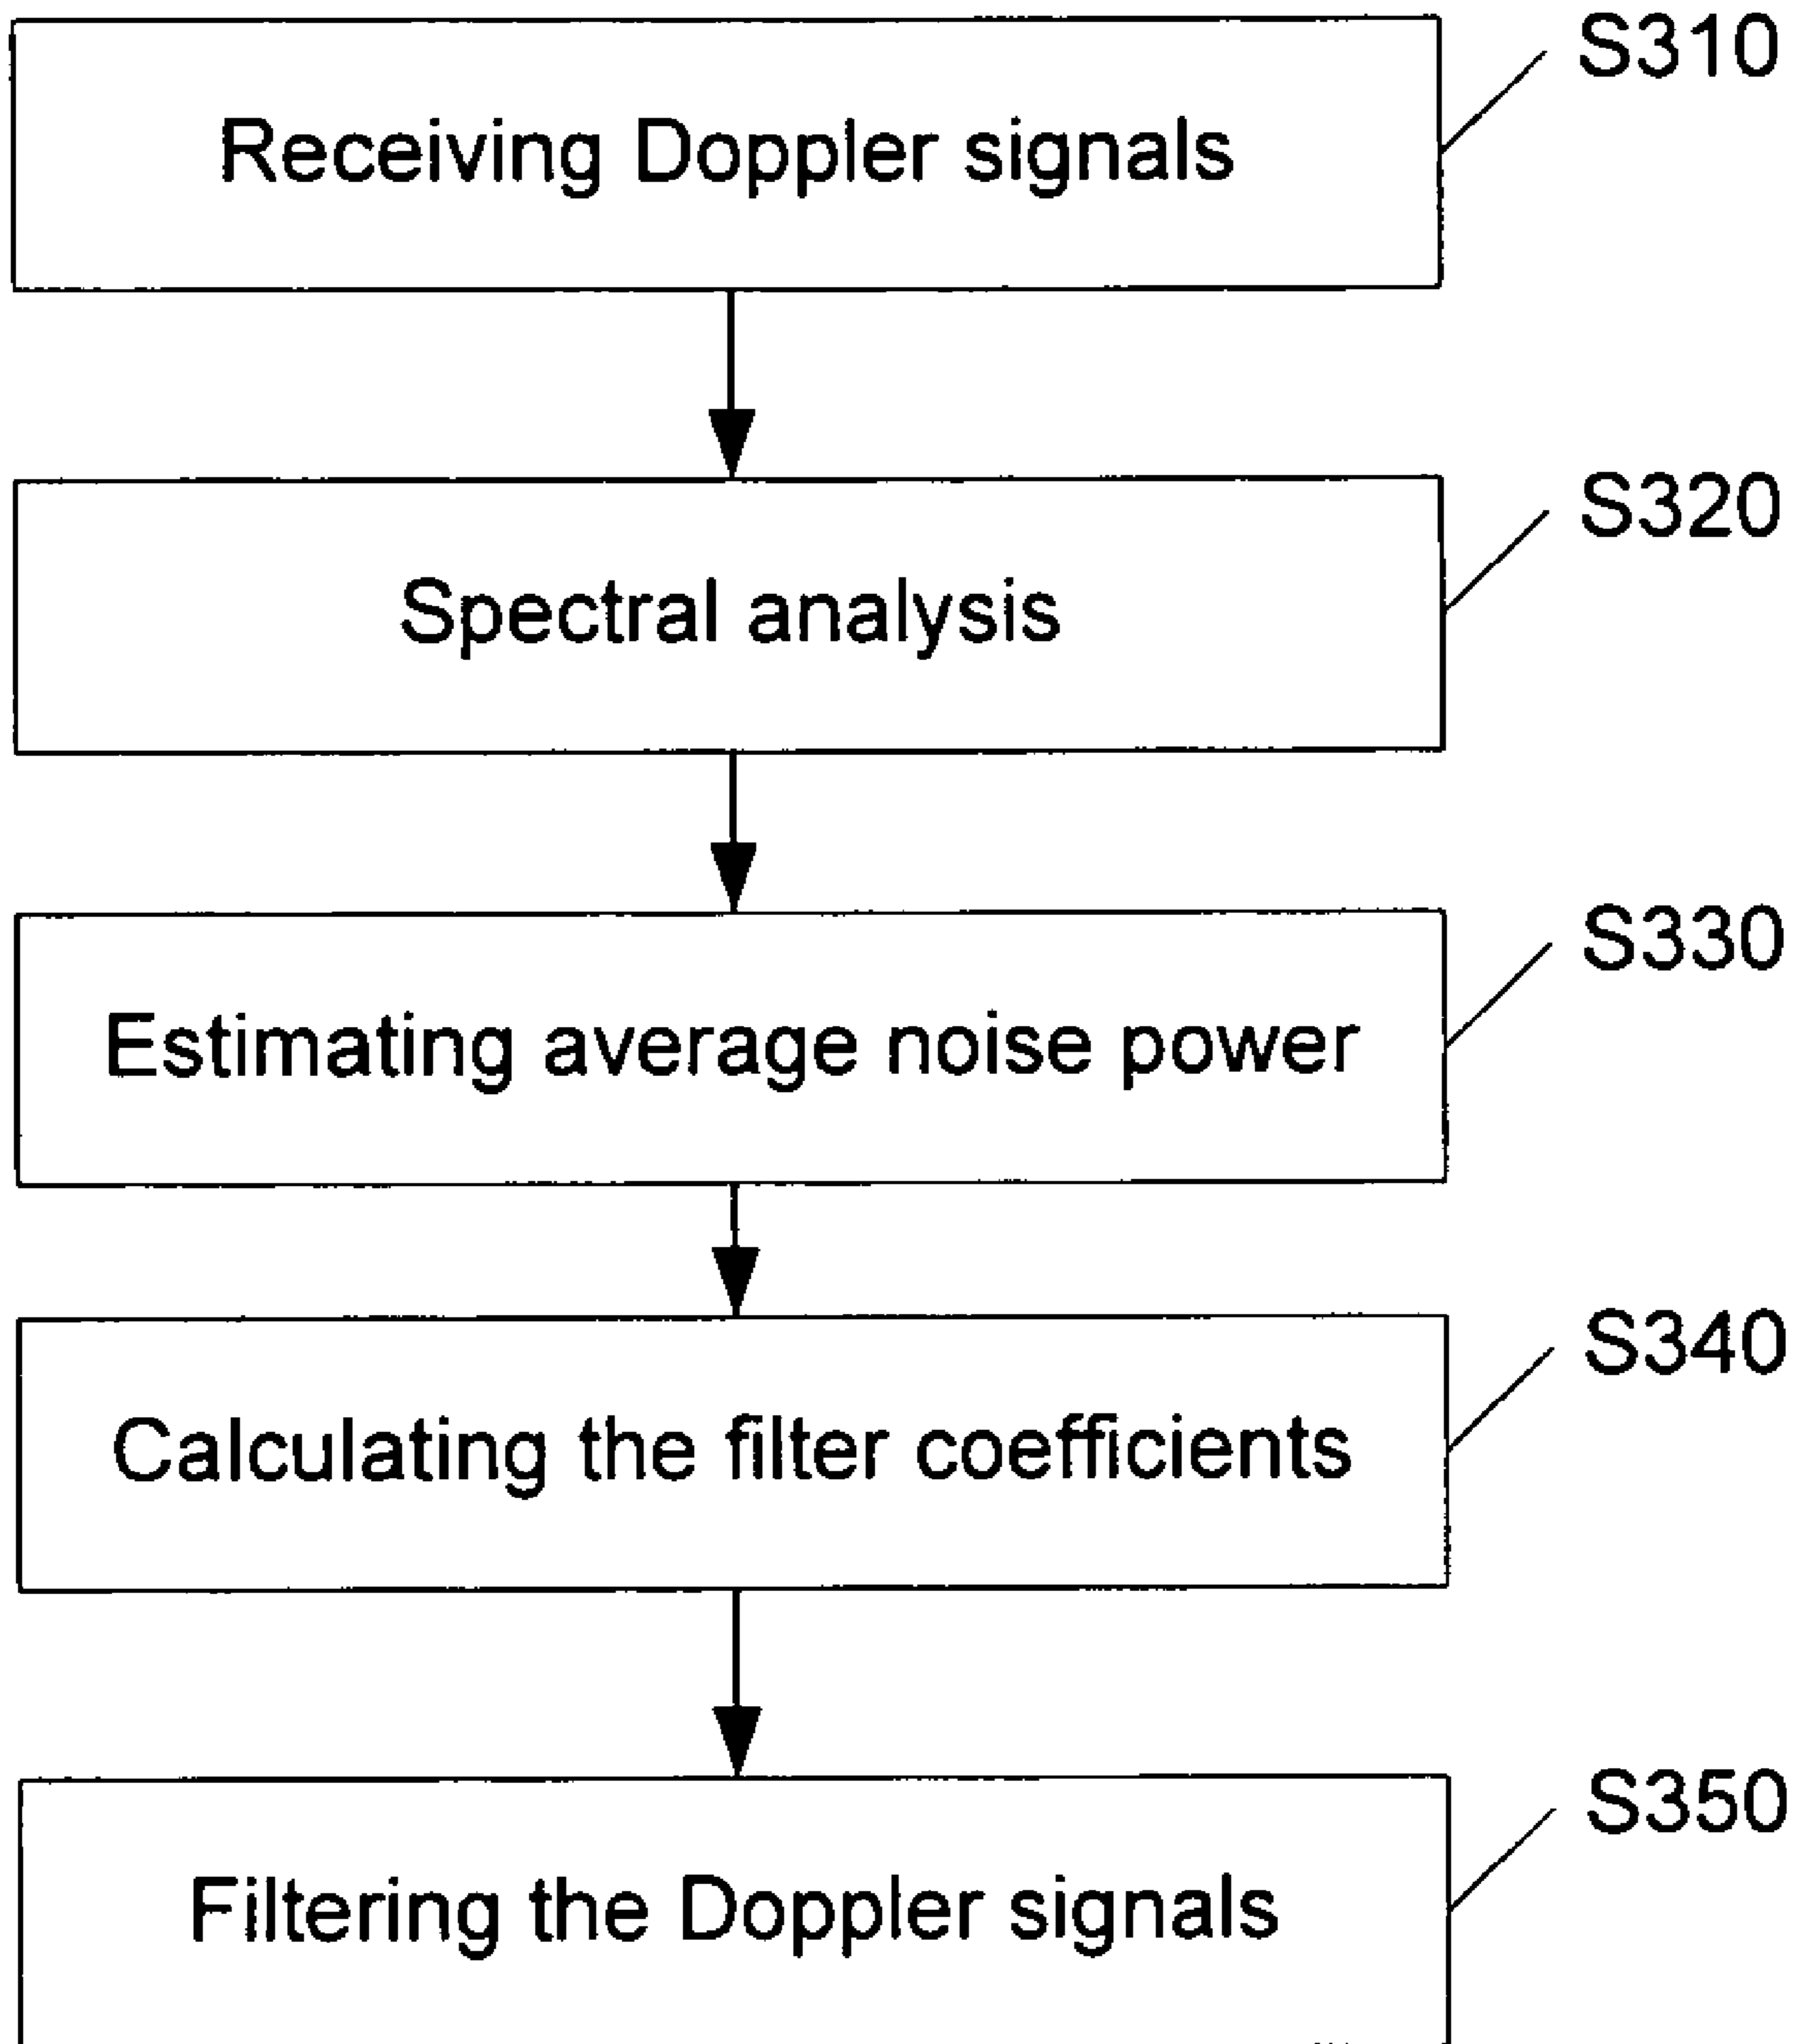 S310
Receiving Doppler signals
S320
Spectral analysis
S330
Estimating average noise power
S340
Calculating the filter coefficients
S350
Filtering the Doppler signals